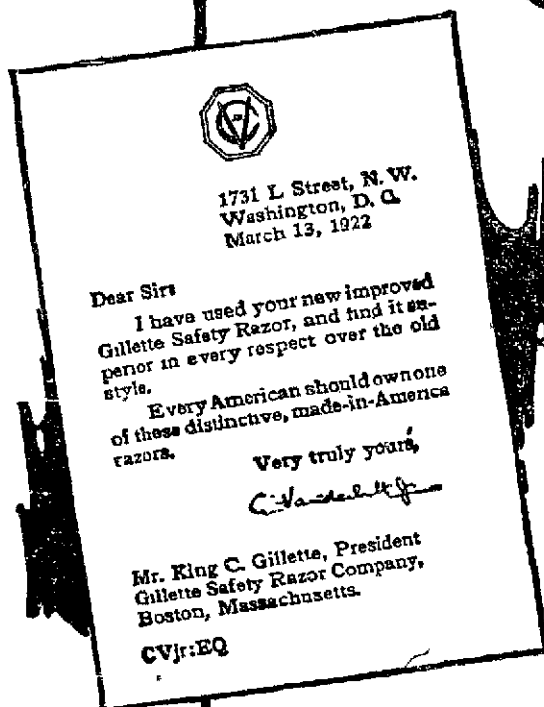 1731 L Street, N. W.
Washington, D. C.
March 13, 1922
Dear Sir:
I have used your new improved
Gillette Safety Razor, and find it su-
perior in every respect over the old
style.
Every American should own one
of these distinctive, made-in-America
razors.
Very truly yours,
C. Vanderbilt Jr.
Mr. King C. Gillette, President
Gillette Safety Razor Company,
Boston, Massachusetts.
CVjr:EQ